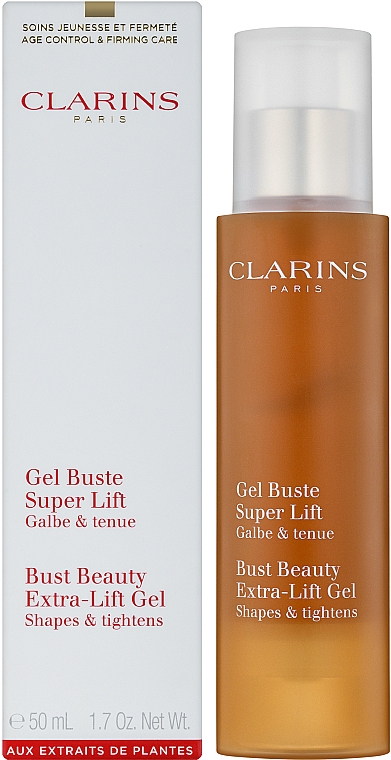 SOINS JEUNESSE ET FERMETÉ
AGE CONTROL & FIRMING CARE
CLARINS
PARIS
Gel Buste
Super Lift
Galbe & tenue
Bust Beauty
Extra-Lift Gel
Shapes & tightens
℮ 50 mL 1.7 Oz. Net Wt.
AUX EXTRAITS DE PLANTES
CLARINS
PARIS
Gel Buste
Super Lift
Galbe & tenue
Bust Beauty
Extra-Lift Gel
Shapes & tightens